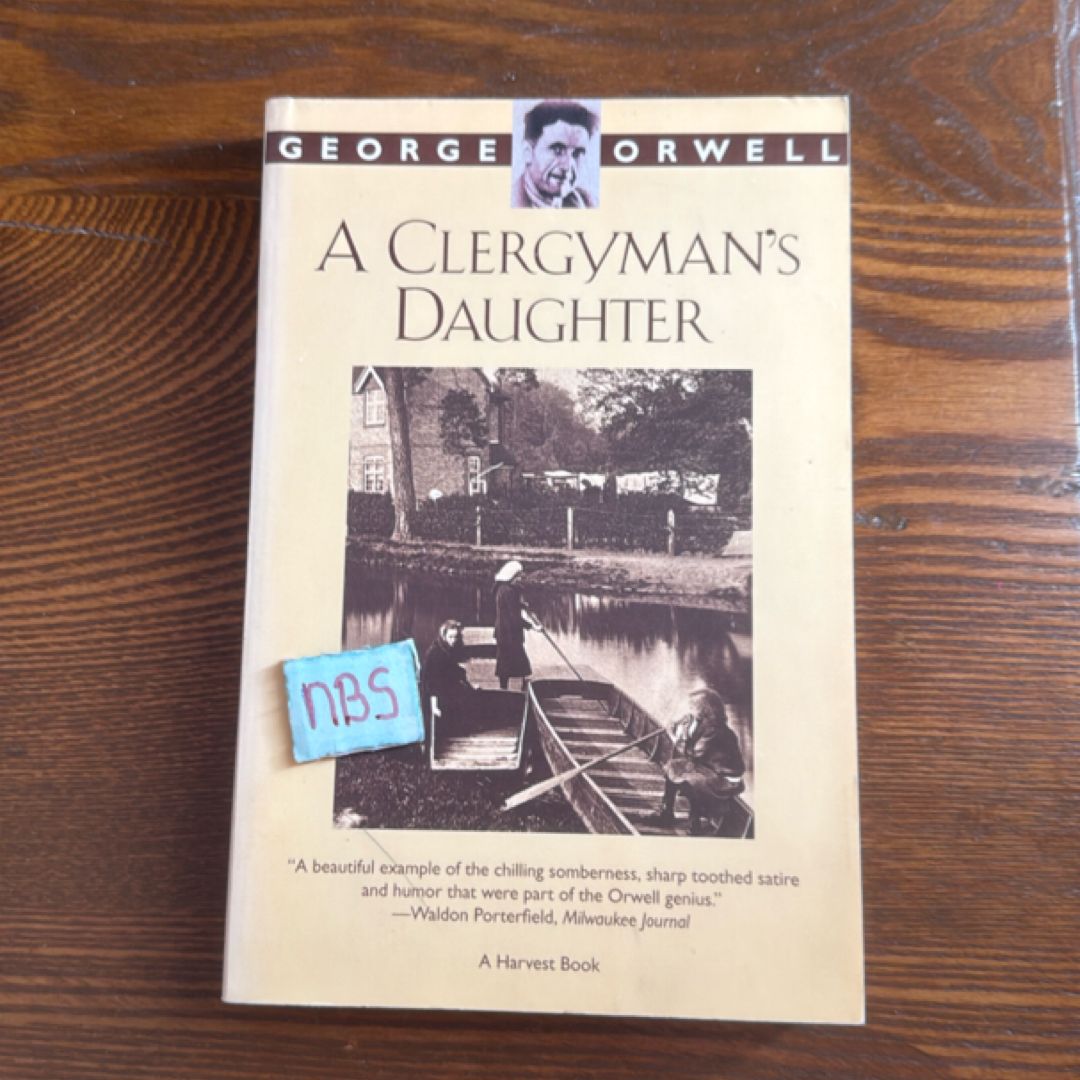 GEORGE ORWELL
A CLERGYMAN'S
DAUGHTER
nBS
"A beautiful example of the chilling somberness, sharp toothed satire
and humor that were part of the Orwell genius."
—Waldon Porterfield, Milwaukee Journal
A Harvest Book